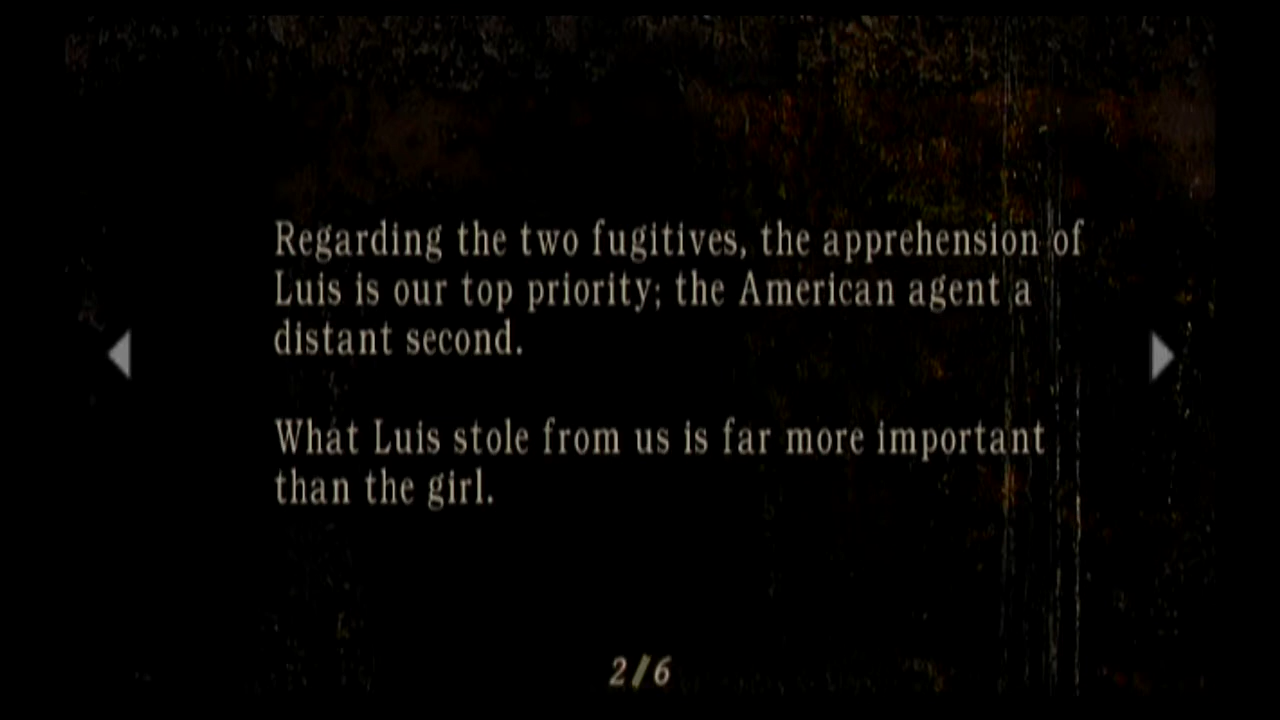 Regarding the two fugitives, the apprehension of
Luis is our top priority; the American agent a
distant second.
What Luis stole from us is far more important
than the girl.
2/6